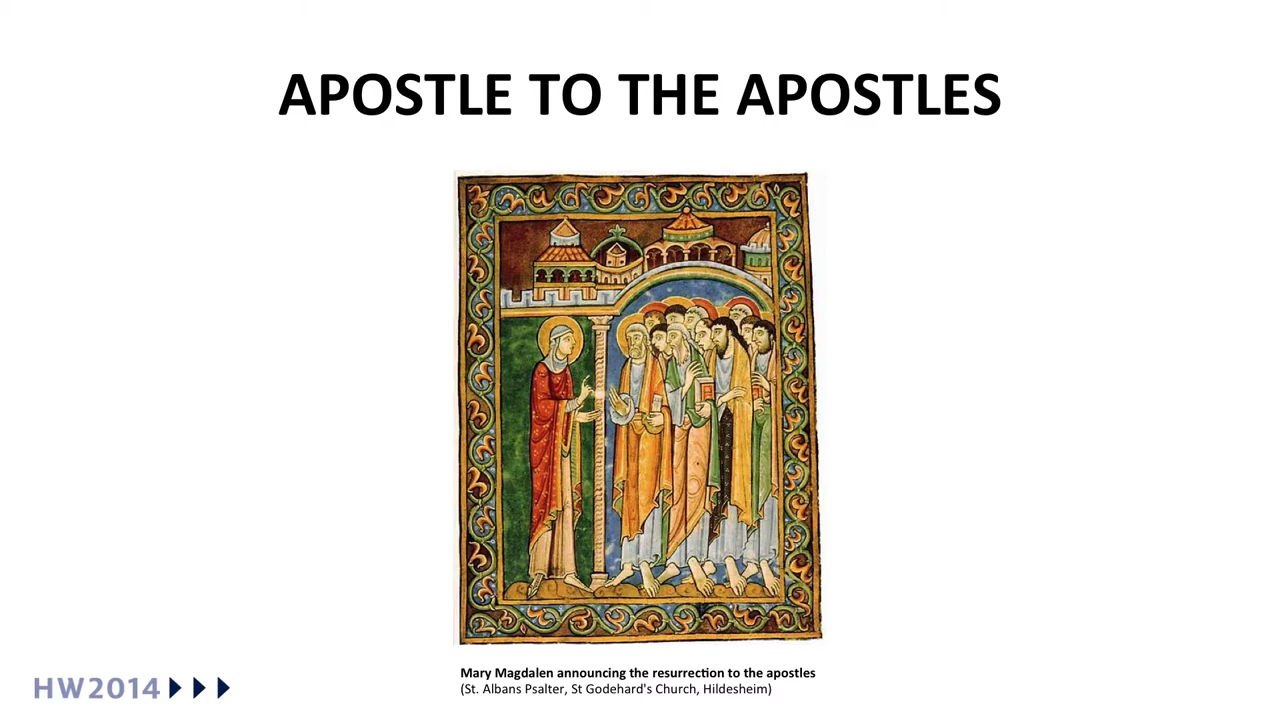 APOSTLE TO THE APOSTLES
Mary Magdalen announcing the resurrection to the apostles
(St. Albans Psalter, St Godehard's Church, Hildesheim)
HW2014